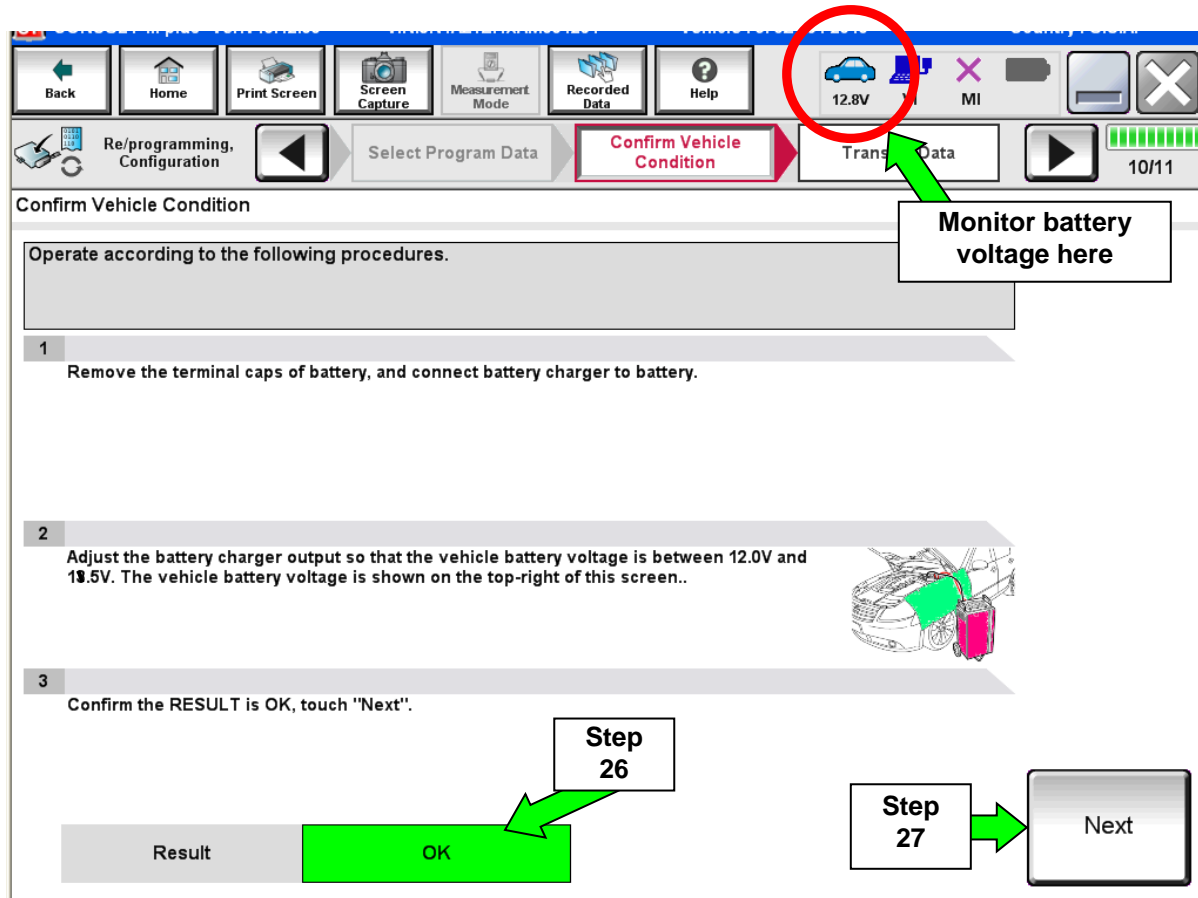 Back
Home
Print Screen
Screen
Capture
Measurement
Mode
Recorded
Data
Help
12.8V
VI
MI
Re/programming,
Configuration
Select Program Data
Confirm Vehicle
Condition
Data
10/11
Confirm Vehicle Condition
Monitor battery
voltage here
Operate according to the following procedures.
1
Remove the terminal caps of battery, and connect battery charger to battery.
2
Adjust the battery charger output so that the vehicle battery voltage is between 12.0V and
The vehicle battery voltage is shown on the top-right of this screen..
3
Confirm the RESULT is OK, touch "Next".
Step
26
Step
27
Next
Result
OK